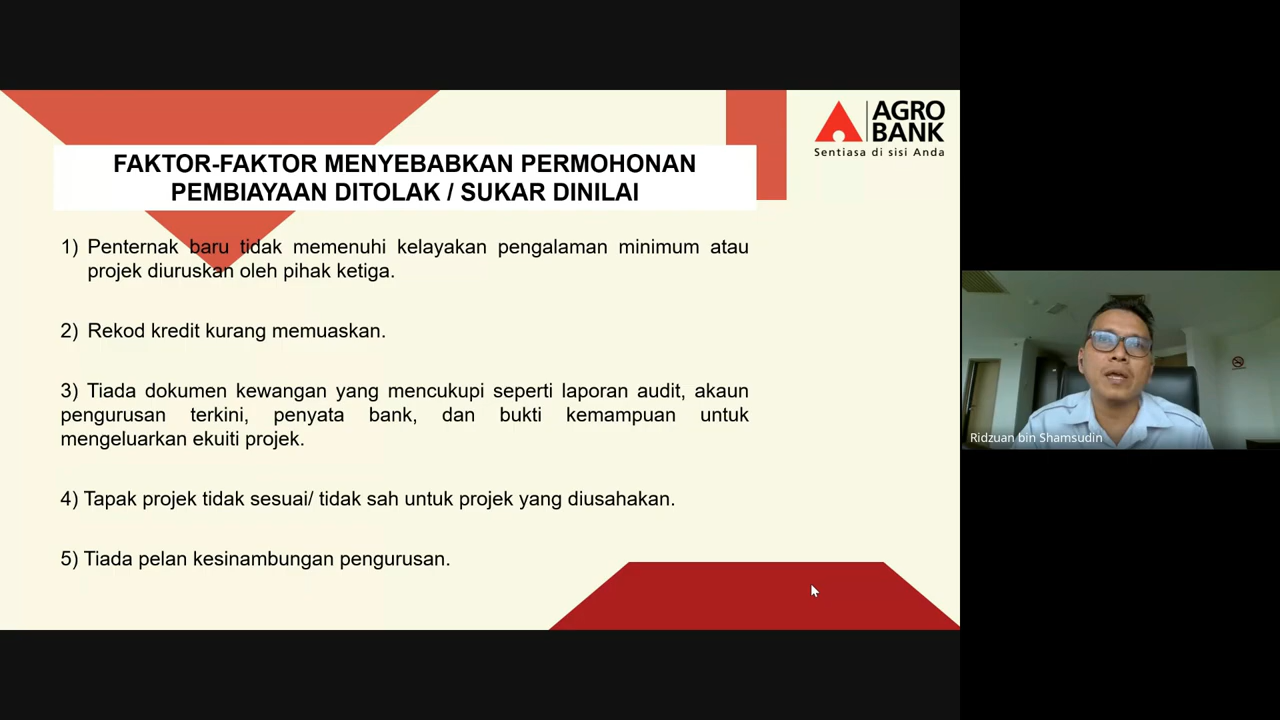 AGRO
BANK
Sentiasa di sisi Anda
FAKTOR-FAKTOR MENYEBABKAN PERMOHONAN
PEMBIAYAAN DITOLAK / SUKAR DINILAI
1) Penternak baru tidak memenuhi kelayakan pengalaman minimum atau
projek diuruskan oleh pihak ketiga.
2) Rekod kredit kurang memuaskan.
3) Tiada dokumen kewangan yang mencukupi seperti laporan audit, akaun
pengurusan terkini, penyata bank, dan bukti kemampuan untuk
mengeluarkan ekuiti projek.
4) Tapak projek tidak sesuai/ tidak sah untuk projek yang diusahakan.
5) Tiada pelan kesinambungan pengurusan.
Ridzuan bin Shamsudin